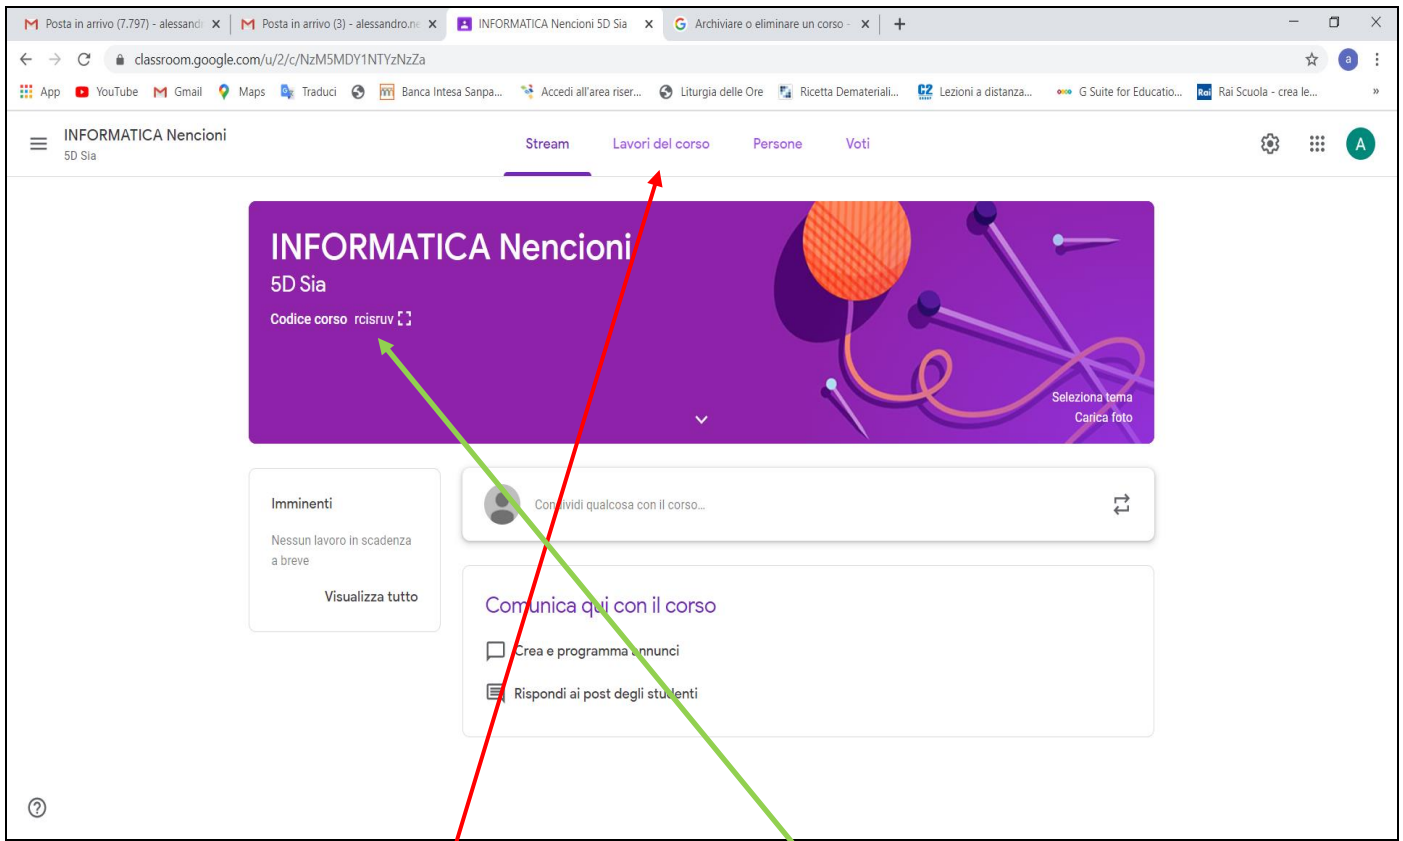 Posta in arrivo (7.797) - alessand
Posta in arrivo (3) - alessandro.ne
INFORMATICA Nencioni 5D Sia
Archiviare o eliminare un corso -
classroom.google.com/u/2/c/NzM5MDY1NTYzNzZa
a
App
YouTube
Gmail
Maps
Traduci
Banca Intesa Sanpa...
Accedi all'area riser...
Liturgia delle Ore
Ricetta Demateriali...
C2 Lezioni a distanza...
G Suite for Educatio...
Rai Rai Scuola - crea le...
»
INFORMATICA Nencioni
5D Sia
Stream
Lavori del corso
Persone
Voti
A
INFORMATICA Nencioni
5D Sia
Codice corso rcisruv
Seleziona tema
Carica foto
Imminenti
Nessun lavoro in scadenza
a breve
Visualizza tutto
Condividi qualcosa con il corso...
Comunica qui con il corso
Crea e programma annunci
Rispondi ai post degli studenti